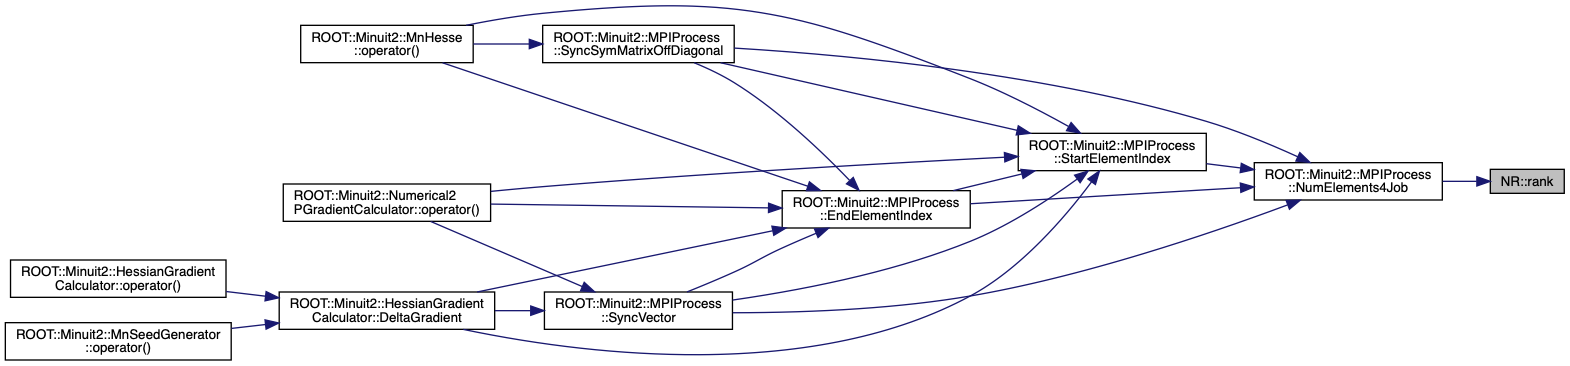 ROOT::Minuit2::MnHesse
::operator()
ROOT::Minuit2::MPIProcess
::SyncSymMatrixOffDiagonal
ROOT::Minuit2::MPIProcess
::StartElementIndex
ROOT::Minuit2::MPIProcess
::NumElements4Job
NR::rank
ROOT::Minuit2::Numerical2
PGradientCalculator::operator()
ROOT::Minuit2::MPIProcess
::EndElementIndex
ROOT::Minuit2::HessianGradient
Calculator::operator()
ROOT::Minuit2::HessianGradient
Calculator::DeltaGradient
ROOT::Minuit2::MPIProcess
::SyncVector
ROOT::Minuit2::MnSeedGenerator
::operator()